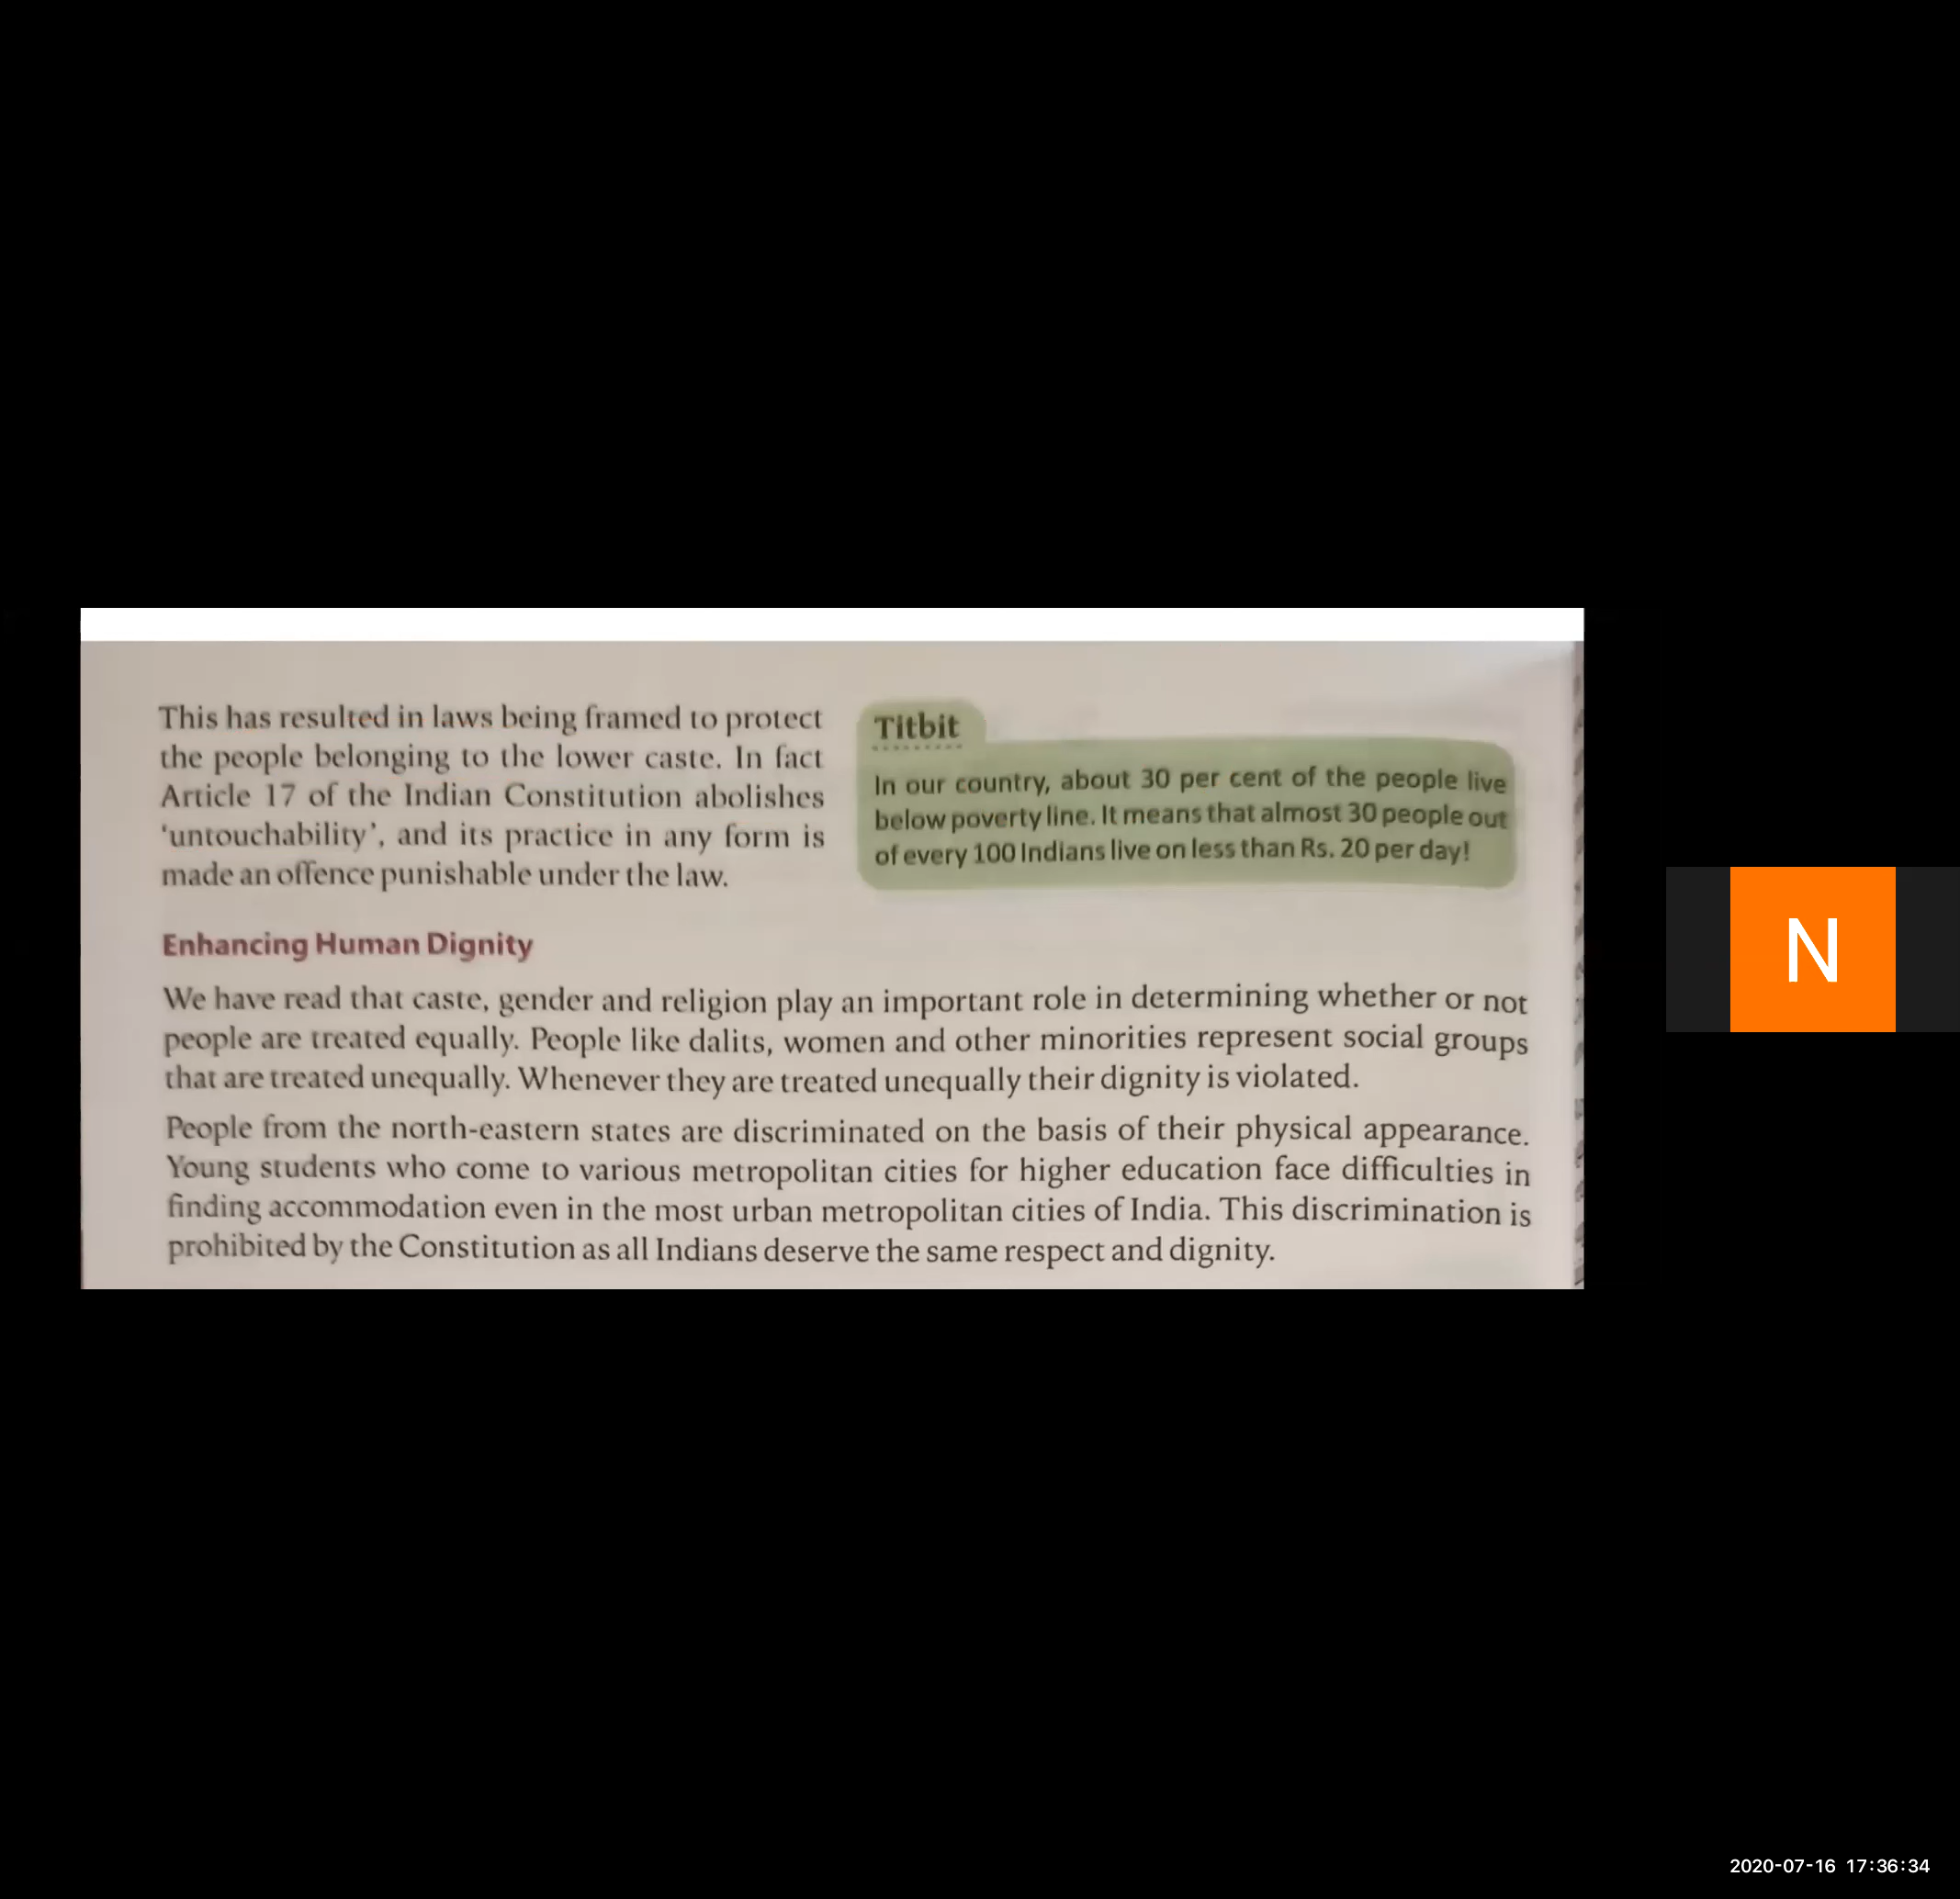 This has resulted in laws being framed to protect
the people belonging to the lower caste. In fact
Article 17 of the Indian Constitution abolishes
‘untouchability’, and its practice in any form is
made an offence punishable under the law.
Titbit
In our country, about 30 per cent of the people live
below poverty line. It means that almost 30 people out
of every 100 Indians live on less than Rs. 20 per day!
Enhancing Human Dignity
We have read that caste, gender and religion play an important role in determining whether or not
people are treated equally. People like dalits, women and other minorities represent social groups
that are treated unequally. Whenever they are treated unequally their dignity is violated.
People from the north-eastern states are discriminated on the basis of their physical appearance.
Young students who come to various metropolitan cities for higher education face difficulties in
finding accommodation even in the most urban metropolitan cities of India. This discrimination is
prohibited by the Constitution as all Indians deserve the same respect and dignity.
N
2020-07-16 17:36:34